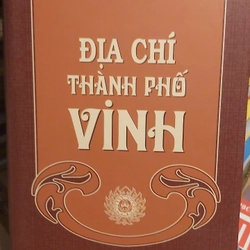 ĐỊA CHÍ
THÀNH PHỐ
VINH